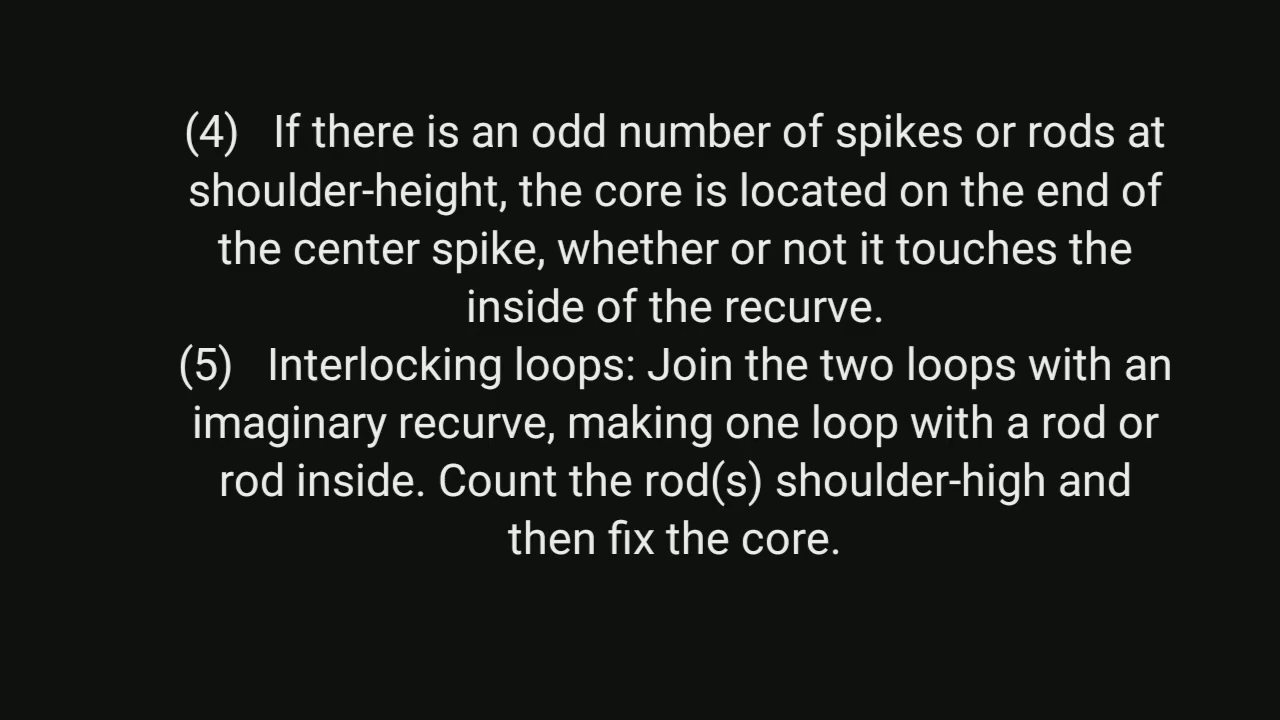 (4) If there is an odd number of spikes or rods at
shoulder-height, the core is located on the end of
the center spike, whether or not it touches the
inside of the recurve.
(5) Interlocking loops: Join the two loops with an
imaginary recurve, making one loop with a rod or
rod inside. Count the rod(s) shoulder-high and
then fix the core.